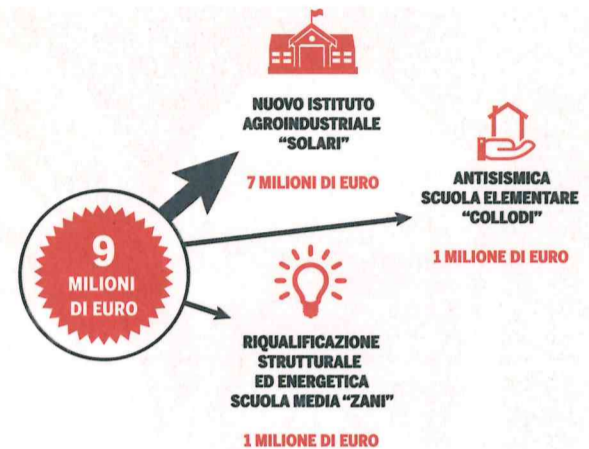 NUOVO ISTITUTO
AGROINDUSTRIALE
“SOLARI”
7 MILIONI DI EURO
ANTISISMICA
SCUOLA ELEMENTARE
“COLLODI”
1 MILIONE DI EURO
9
MILIONI
DI EURO
RIQUALIFICAZIONE
STRUTTURALE
ED ENERGETICA
SCUOLA MEDIA “ZANI”
1 MILIONE DI EURO